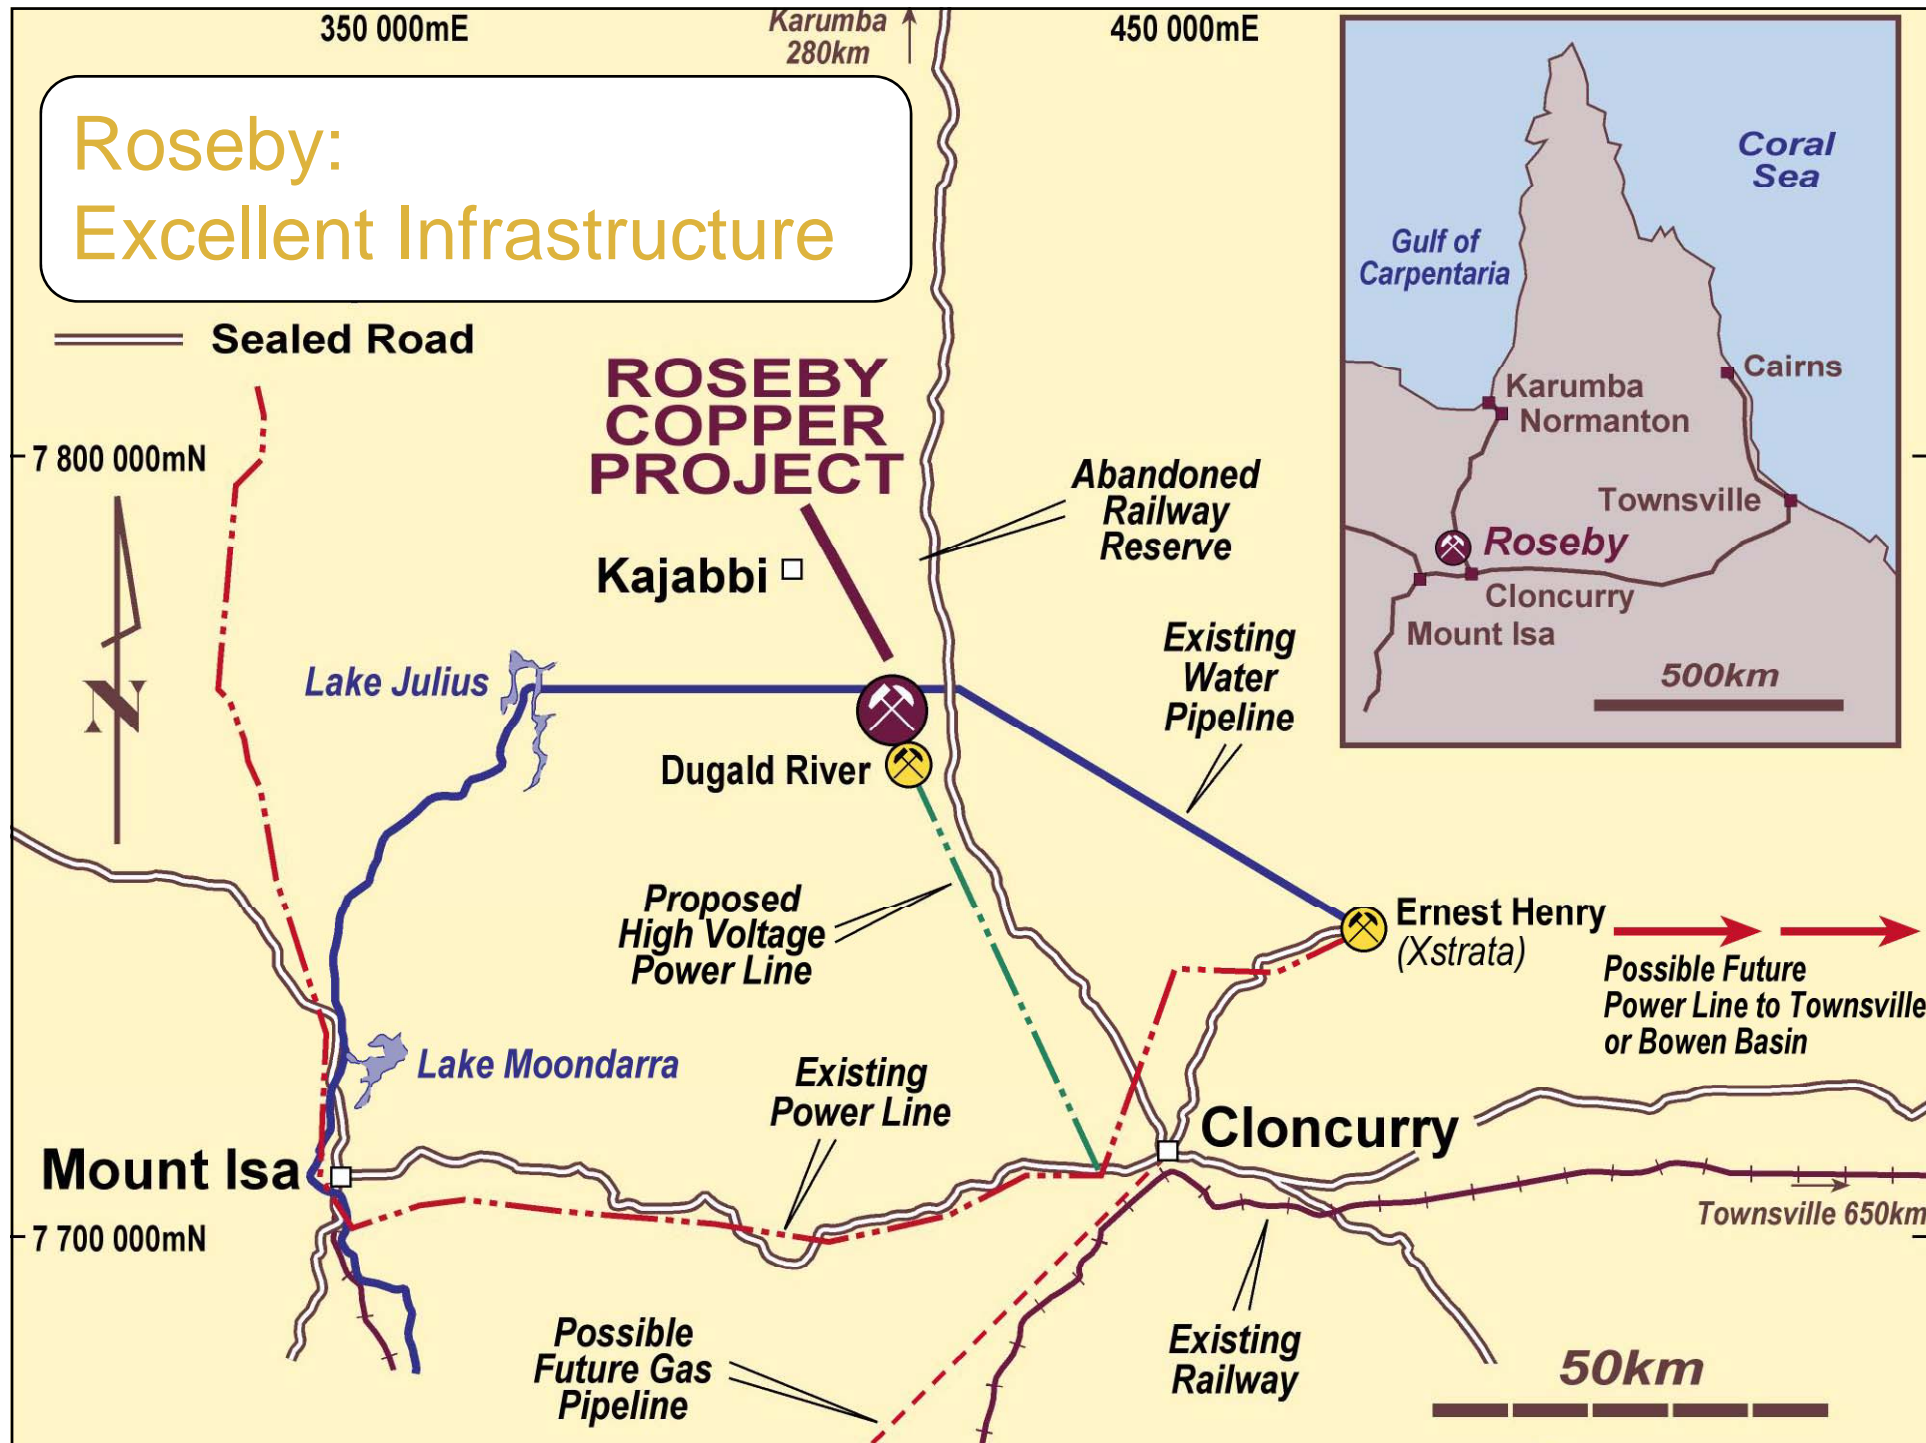 350 000mE
Karumba
280km
450 000mE
Roseby:
Excellent Infrastructure
Sealed Road
ROSEBY
COPPER
PROJECT
7 800 000mN
Abandoned
Railway
Reserve
Kajabbi
N
Lake Julius
Existing
Water
Pipeline
Dugald River
Proposed
High Voltage
Power Line
Ernest Henry
(Xstrata)
Possible Future
Power Line to Townsville
or Bowen Basin
Lake Moondarra
Existing
Power Line
Cloncurry
Mount Isa
7 700 000mN
Townsville 650km
Possible
Future Gas
Pipeline
Existing
Railway
50km
Coral
Sea
Gulf of
Carpentaria
Cairns
Karumba
Normanton
Townsville
Roseby
Cloncurry
Mount Isa
500km